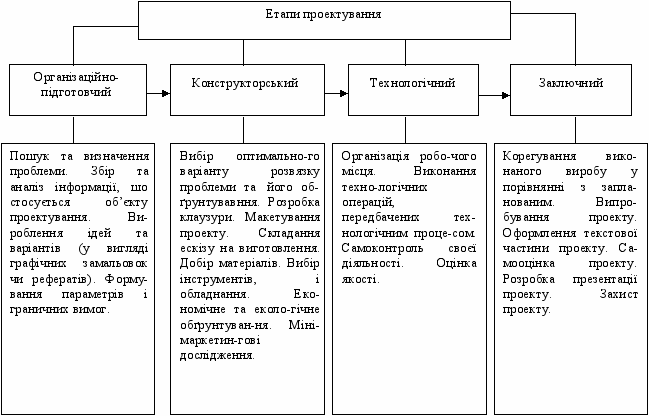 Етапи проектування
Організаційно-
підготовчий
Конструкторський
Технологічний
Заключний
Пошук та визначення
проблеми. Збір та
аналіз інформації, що
стосується об’єкту
проектування. Ви-
роблення ідей та
варіантів (у вигляді
графічних замальовок
чи рефератів). Форму-
вання параметрів і
граничних вимог.
Вибір оптимально-го
варіанту розвязку
проблеми та його об-
ґрунтувавння. Розробка
клаузури. Макетування
проекту. Складання
ескізу на виготовлення.
Добір матеріалів. Вибір
інструментів, і
обладнання. Еко-
номічне та еколо-гічне
обґрунтуван-ня. Міні-
маркетин-гові
дослідження.
Організація робо-чого
місця. Виконання
техно-логічних
операцій,
передбачених тех-
нологічним проце-сом.
Самоконтроль своєї
діяльності. Оцінка
якості.
Корегування вико-
наного виробу у
порівнянні з запла-
нованим. Випро-
бування проекту.
Оформлення текстової
частини проекту. Са-
мооцінка проекту.
Розробка презентації
проекту. Захист
проекту.